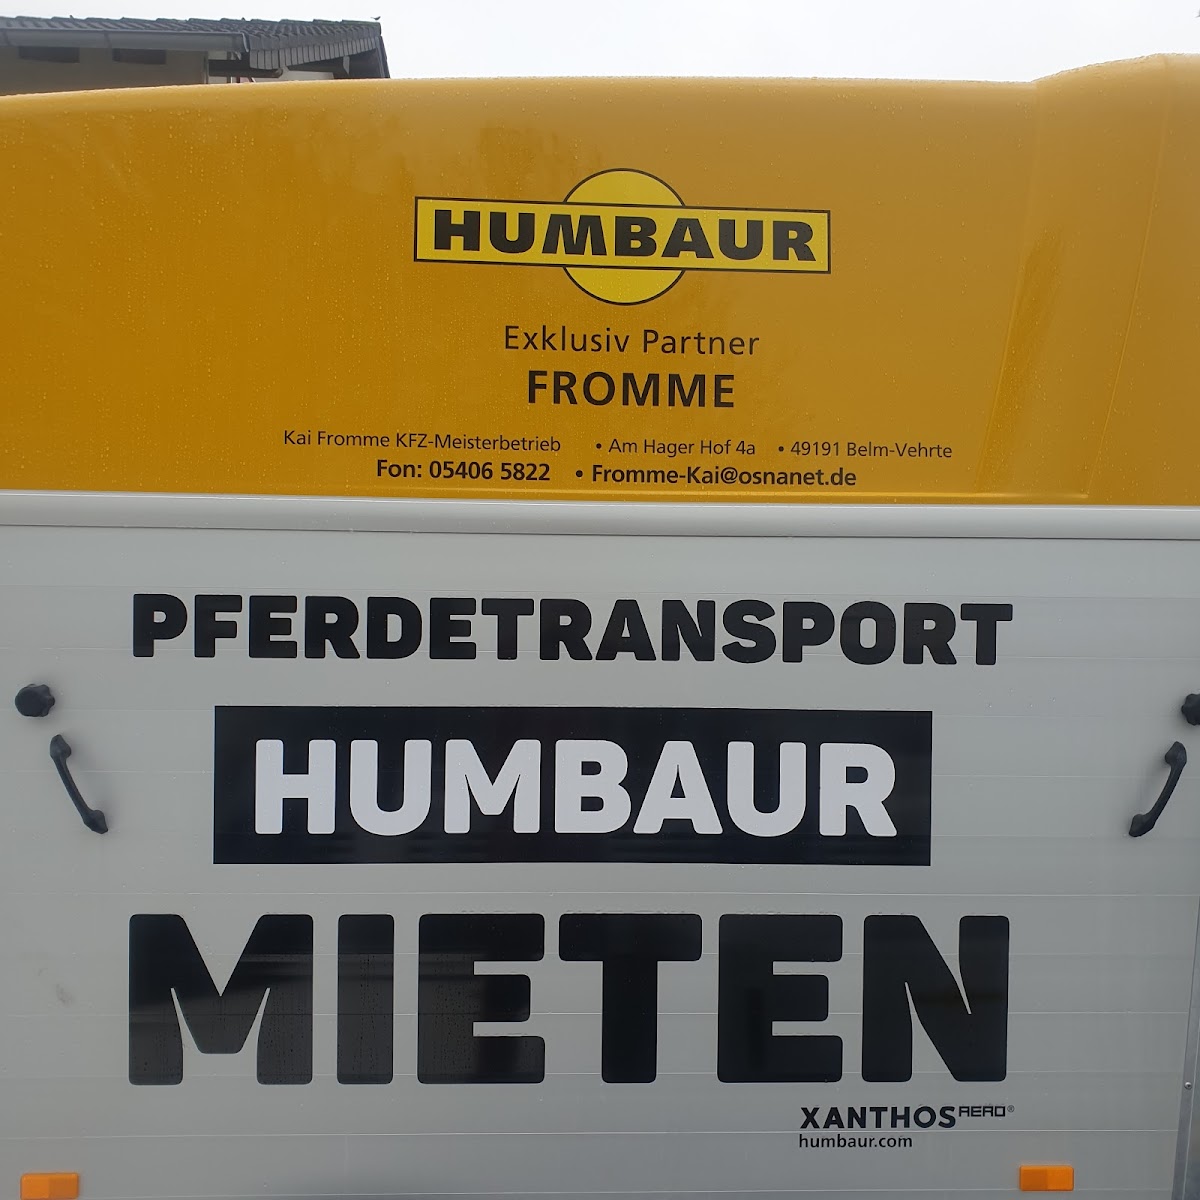 HUMBAUR
Exklusiv Partner
FROMME
Kai Fromme KFZ-Meisterbetrieb • Am Hager Hof 4a • 49191 Belm-Vehrte
Fon: 05406 5822 • Fromme-Kai@osnanet.de
PFERDETRANSPORT
HUMBAUR
MIETEN
XANTHOS AERO®
humbaur.com